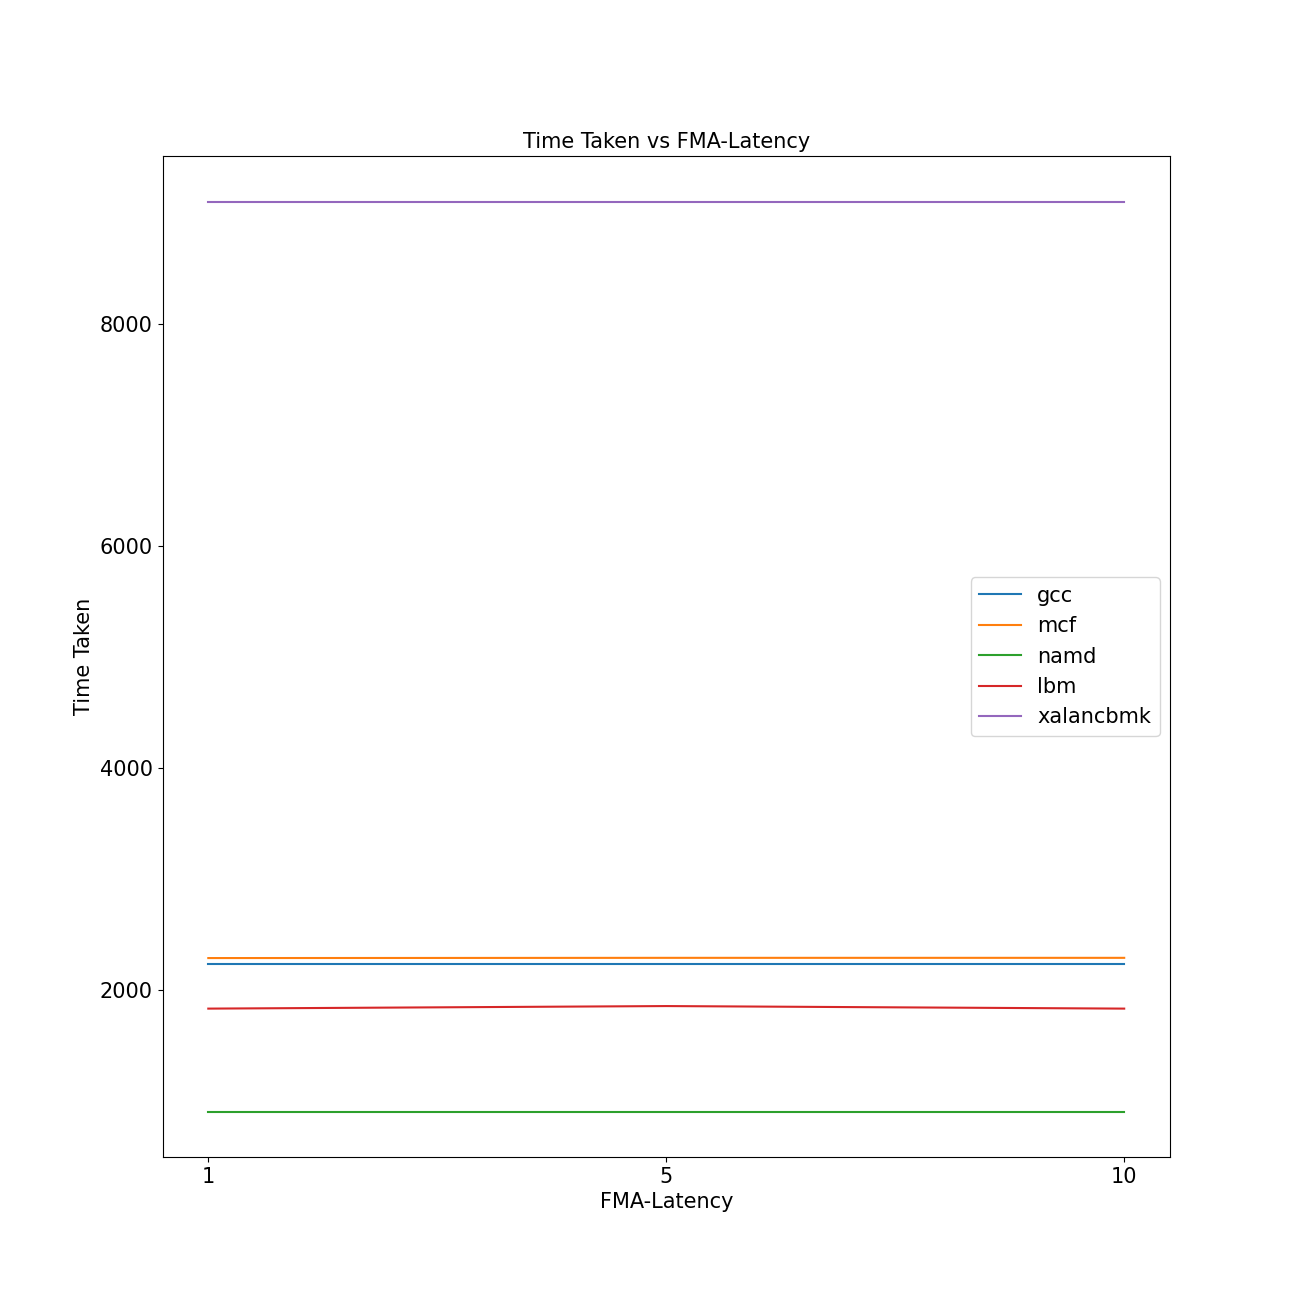 Time Taken vs FMA-Latency
8000
6000
4000
2000
Time Taken
gcc
mcf
namd
lbm
xalancbmk
1 5 10
FMA-Latency